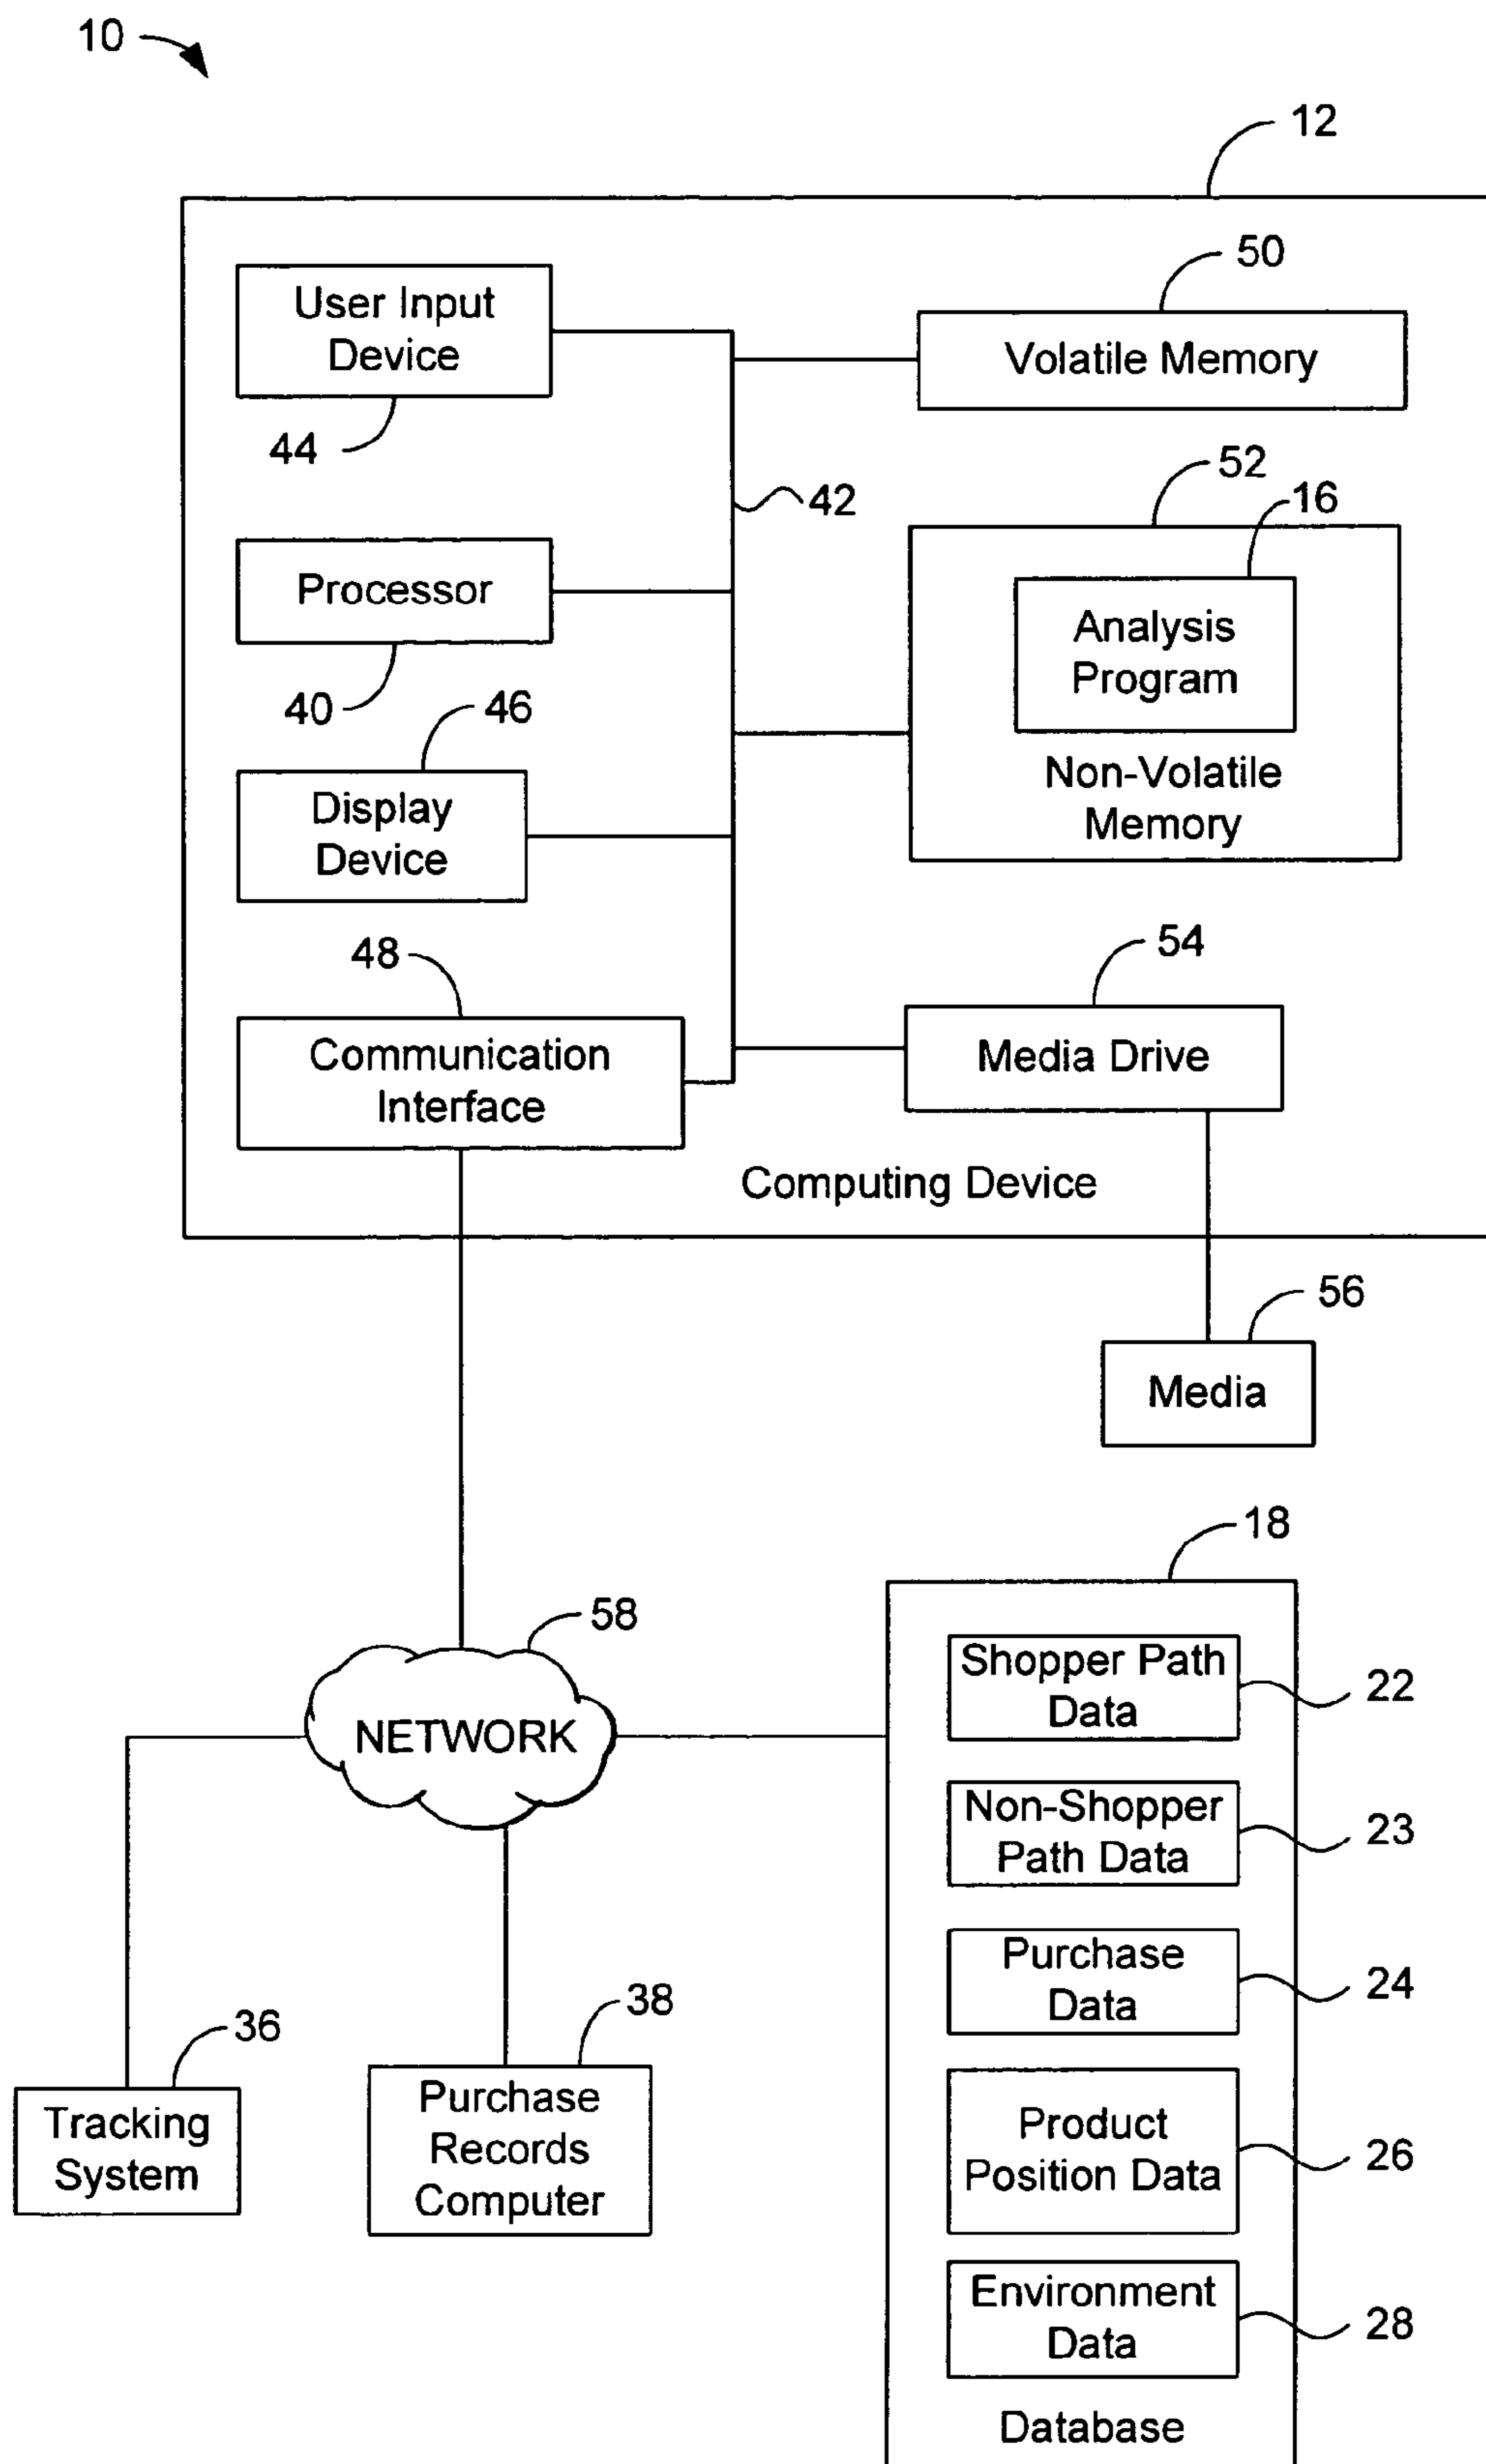 10
12
50
User Input
Device
Volatile Memory
44
52
42
16
Processor
Analysis
Program
40
46
Non-Volatile
Memory
Display
Device
48
54
Communication
Interface
Media Drive
Computing Device
56
Media
18
58
Shopper Path
Data
22
NETWORK
Non-Shopper
Path Data
23
Purchase
Data
24
38
36
Purchase
Records
Computer
Tracking
System
Product
Position Data
26
Environment
Data
28
Database